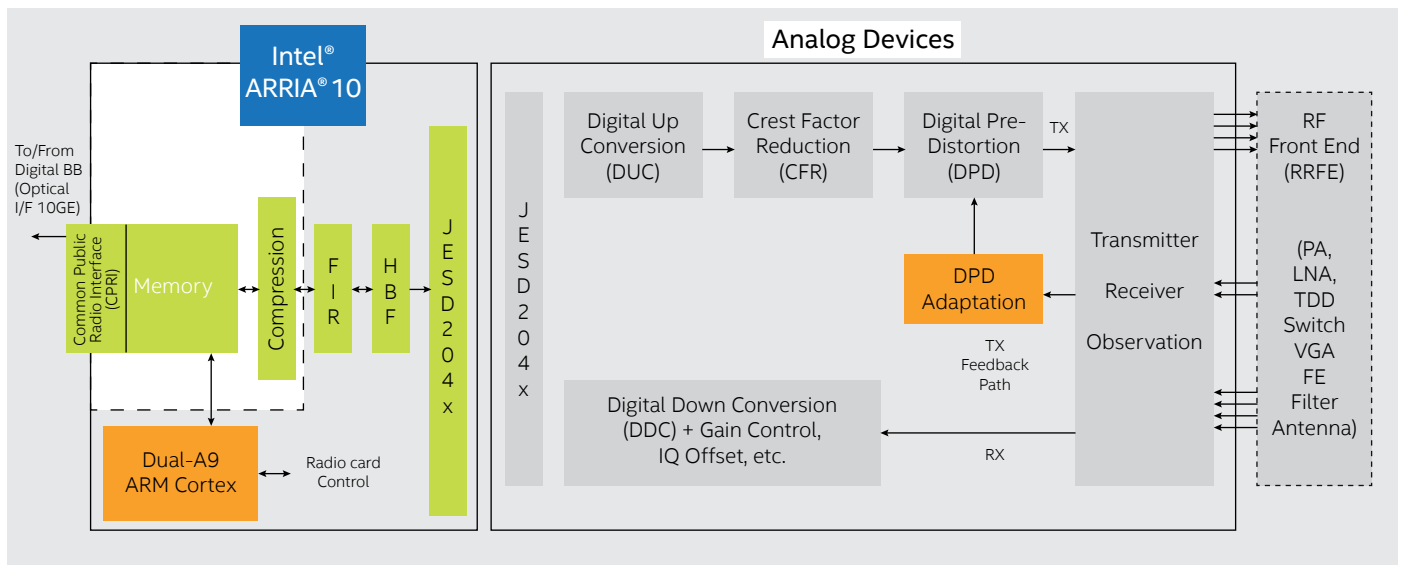 Intel®
ARRIA® 10
To/From
Digital BB
(Optical
I/F 10GE)
Common Public
Radio Interface
(CPRI)
Memory
Compression
F
I
R
H
B
F
J
E
S
D
2
0
4
x
Dual-A9
ARM Cortex
Radio card
Control
Analog Devices
J
E
S
D
2
0
4
x
Digital Up
Conversion
(DUC)
Crest Factor
Reduction
(CFR)
Digital Pre-
Distortion
(DPD)
TX
DPD
Adaptation
TX
Feedback
Path
Digital Down Conversion
(DDC) + Gain Control,
IQ Offset, etc.
RX
Transmitter
Receiver
Observation
RF
Front End
(RRFE)
(PA,
LNA,
TDD
Switch
VGA
FE
Filter
Antenna)